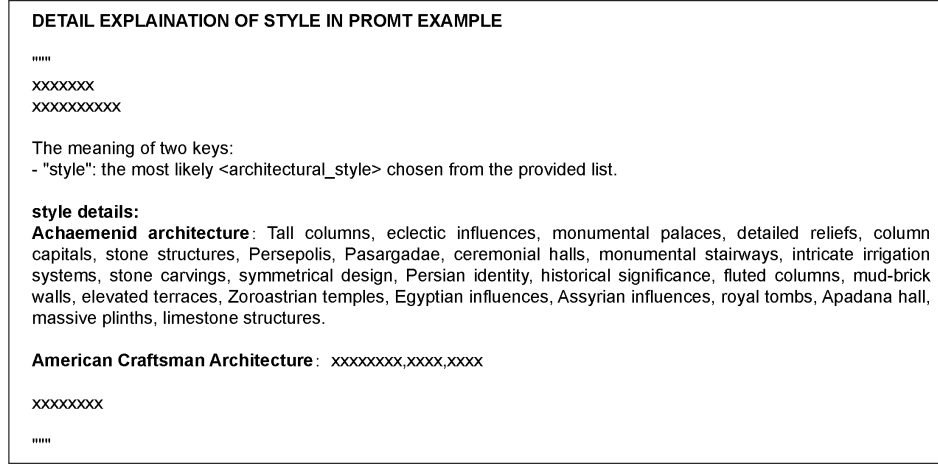 DETAIL EXPLAINATION OF STYLE IN PROMT EXAMPLE
"""
xxxxxxx
xxxxxxxxxx
The meaning of two keys:
- "style": the most likely <architectural_style> chosen from the provided list.
style details:
Achaemenid architecture: Tall columns, eclectic influences, monumental palaces, detailed reliefs, column
capitals, stone structures, Persepolis, Pasargadae, ceremonial halls, monumental stairways, intricate irrigation
systems, stone carvings, symmetrical design, Persian identity, historical significance, fluted columns, mud-brick
walls, elevated terraces, Zoroastrian temples, Egyptian influences, Assyrian influences, royal tombs, Apadana hall,
massive plinths, limestone structures.
American Craftsman Architecture: xxxxxxxx,xxxx,xxxx
xxxxxxxx
"""